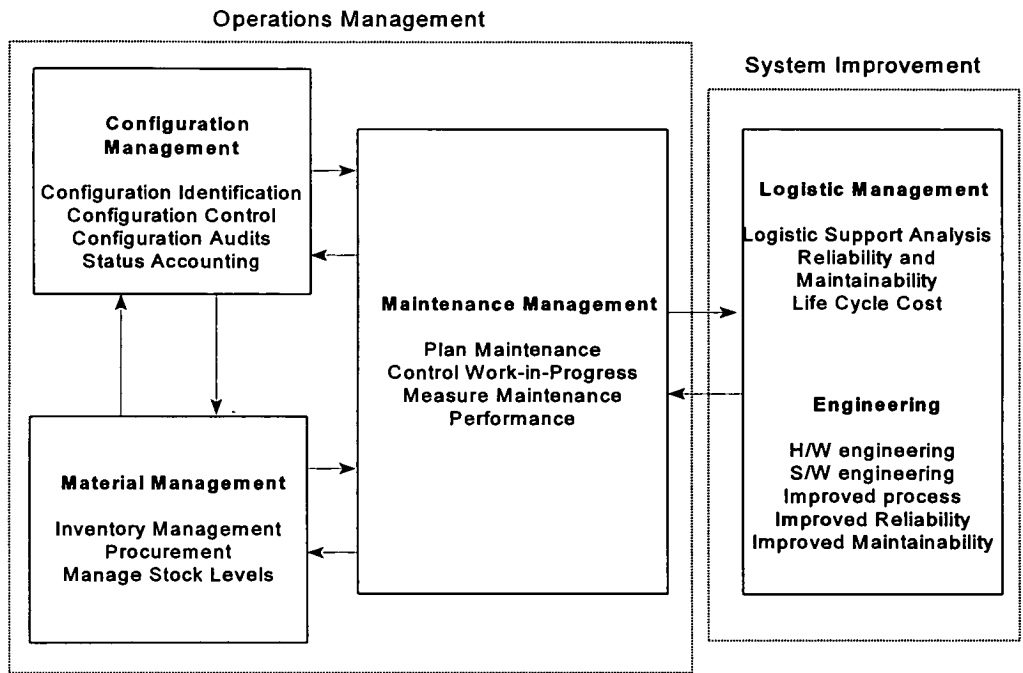 Operations Management
System Improvement
Configuration
Management
Configuration Identification
Configuration Control
Configuration Audits
Status Accounting
Material Management
Inventory Management
Procurement
Manage Stock Levels
Maintenance Management
Plan Maintenance
Control Work-in-Progress
Measure Maintenance
Performance
Logistic Management
Logistic Support Analysis
Reliability and
Maintainability
Life Cycle Cost
Engineering
H/W engineering
S/W engineering
Improved process
Improved Reliability
Improved Maintainability